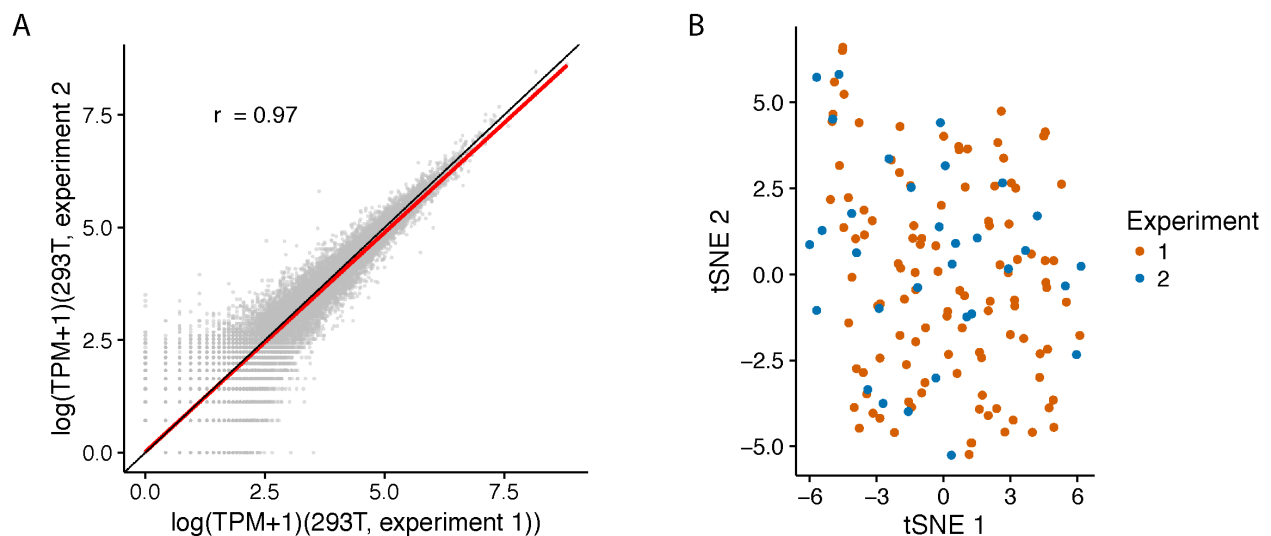 A
log(TPM+1)(293T, experiment 2
7.5
5.0
2.5
0.0
r = 0.97
0.0 2.5 5.0 7.5
log(TPM+1)(293T, experiment 1))
B
tSNE 2
5.0
2.5
0.0
−2.5
−5.0
−6 −3 0 3 6
tSNE 1
Experiment
1
2